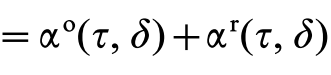 = α°(τ, δ)+αʳ(τ, δ)